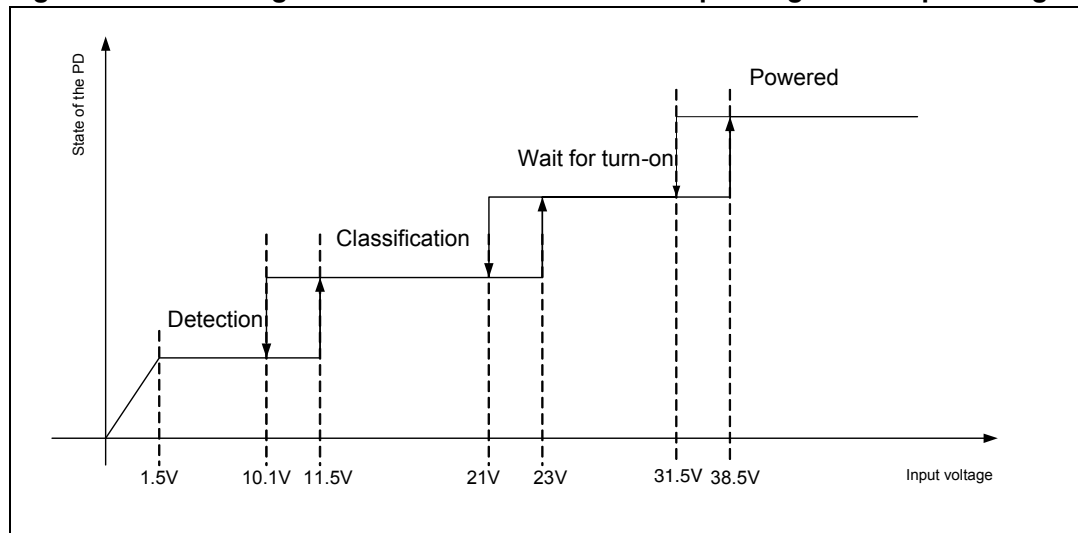 State of the PD
Powered
Wait for turn-on
Classification
Detection
1.5V
10.1V
11.5V
21V
23V
31.5V
38.5V
Input voltage